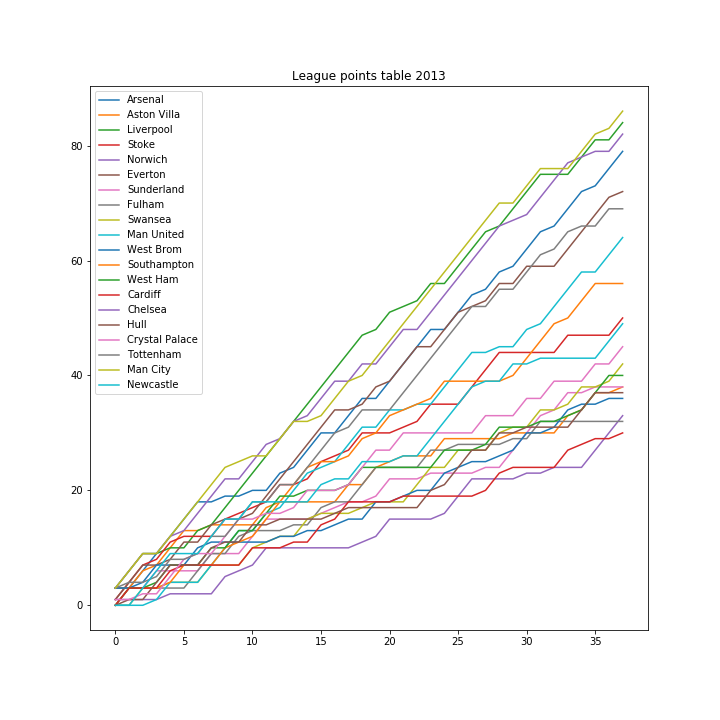 League points table 2013
Arsenal
Aston Villa
Liverpool
Stoke
Norwich
Everton
Sunderland
Fulham
Swansea
Man United
West Brom
Southampton
West Ham
Cardiff
Chelsea
Hull
Crystal Palace
Tottenham
Man City
Newcastle
80
60
40
20
0
0 5 10 15 20 25 30 35